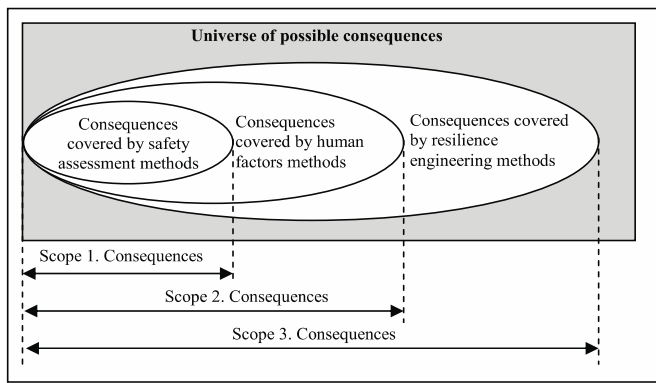 Universe of possible consequences
Consequences
covered by safety
assessment methods
Consequences
covered by human
factors methods
Consequences covered
by resilience
engineering methods
Scope 1. Consequences
Scope 2. Consequences
Scope 3. Consequences